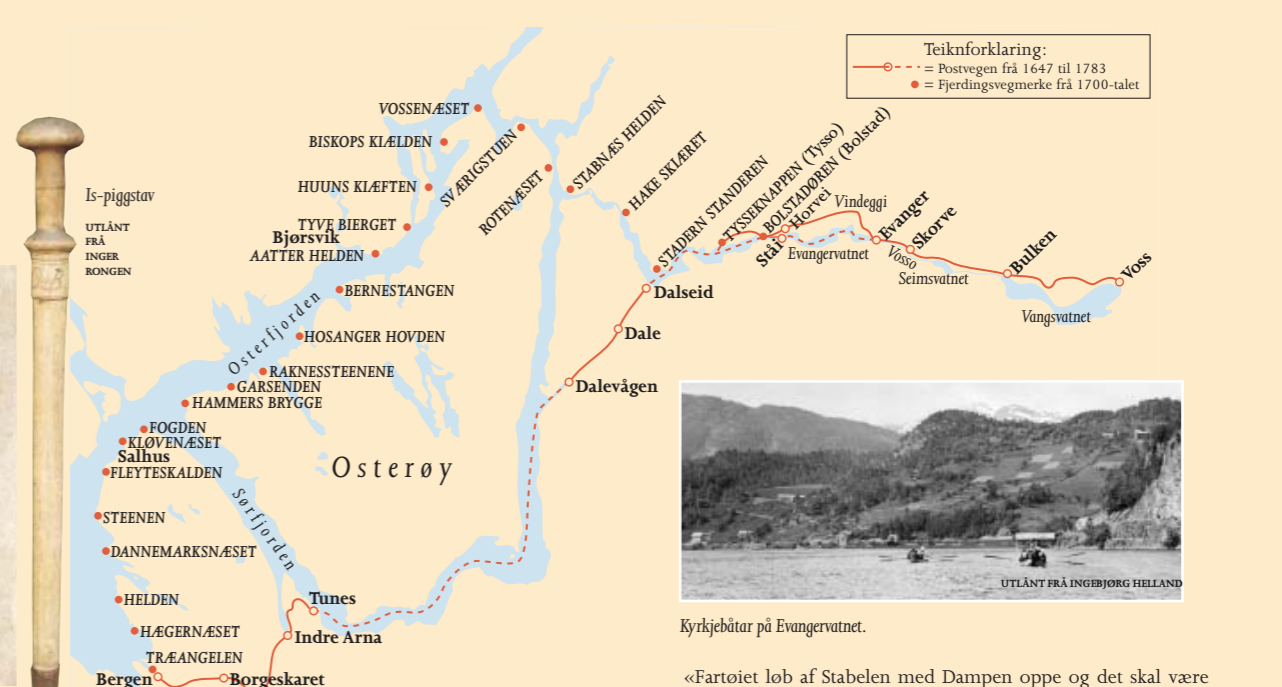 Teiknforklaring:
= Postvegen frå 1647 til 1783
= Fjerdingsvegmerke frå 1700-talet
Is-piggstav
UTLÅNT
FRÅ
INGER
RONGEN
VOSSENÆSET
BISKOPS KIÆLDEN
HUUNS KIÆFTEN
TYVE BIERGET
Bjørsvik
AATTER HELDEN
SVÆRIGSTUEN
ROTENÆSET
STABNÆS HELDEN
HAKE SKIÆRET
STADERN STANDEREN
TYSSEKNAPPEN (Tysso)
BOLSTADØREN (Bolstad)
Horvei
Ståi
Vindeggi
Evangervatnet
Evanger
Skorve
Vosso
Seimsvatnet
Bulken
Voss
Vangsvatnet
BERNESTANGEN
Osterfjorden
HOSANGER HOVDEN
RAKNESSTEENENE
GARSENDEN
HAMMERS BRYGGE
FOGDEN
KLØVENÆSET
Salhus
FLEYTESKALDEN
STEENEN
DANNEMARKSNÆSET
HELDEN
HÆGERNÆSET
TRÆANGELEN
Bergen
Borgeskaret
Indre Arna
Tunes
Sørfjorden
Osterøy
Dalseid
Dale
Dalevågen
UTLÅNT FRÅ INGEBJØRG HELLAND
Kyrkjebåtar på Evangervatnet.
«Fartøiet løb af Stabelen med Dampen oppe og det skal være